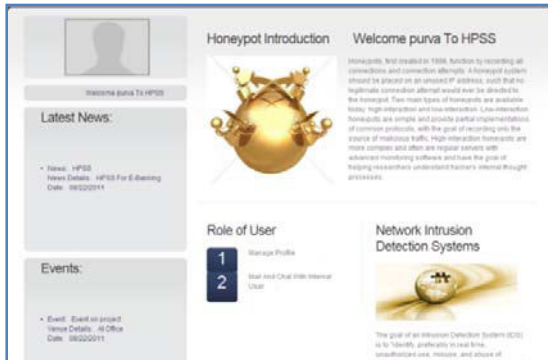 Welcome purva To HPSS
Latest News:
News: HPSS
News Details: HPSS For E-Banking
Date: 08/22/2011
Events:
Event: Event on project
Venue Details: At Office
Date: 08/22/2011
Honeypot Introduction
Welcome purva To HPSS
Honeypots, first created in 1998, function by recording all
connections and connection attempts. A honeypot system
should be placed on an unused IP address, such that no
legitimate connection attempt would ever be directed to
the honeypot. Two main types of honeypots are available
today: high-interaction and low-interaction. Low-interaction
honeypots are simple and provide partial implementations
of common protocols, with the goal of recording only the
source of malicious traffic. High-interaction honeypots are
more complex and often are regular servers with
advanced monitoring software and have the goal of
helping researchers understand hacker's internal thought
processes.
Role of User
1
Manage Profile
2
Mail And Chat With Internal
User
Network Intrusion
Detection Systems
The goal of an Intrusion Detection System (IDS)
is to "identify, preferably in real time,
unauthorized use, misuse, and abuse of